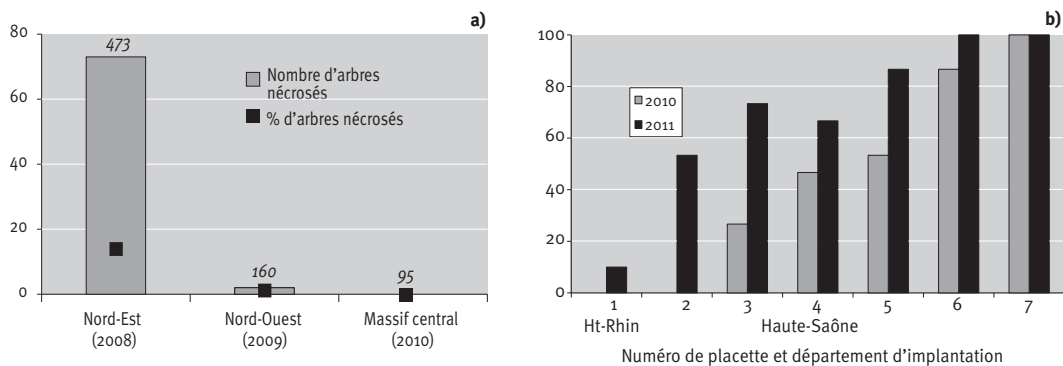 a)
80
60
40
20
0
473
160
95
Nombre d'arbres
nécrosés
% d'arbres nécrosés
Nord-Est
(2008)
Nord-Ouest
(2009)
Massif central
(2010)
b)
100
80
60
40
20
0
2010
2011
1
2
3
4
5
6
7
Ht-Rhin
Haute-Saône
Numéro de placette et département d'implantation